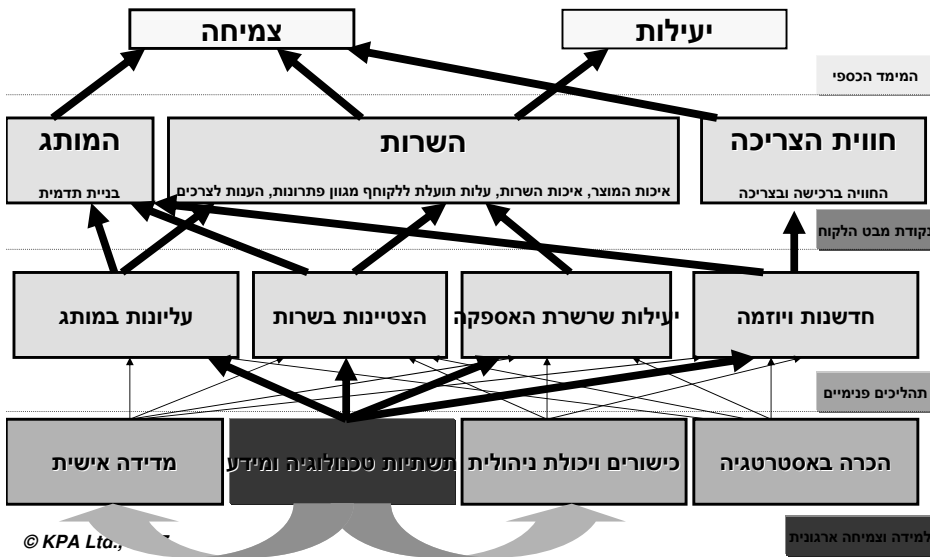 צמיחה
יעילות
המימד הכספי
חווית הצריכה
החוויה ברכישה ובצריכה
השרות
איכות המוצר, איכות השרות, עלות תועלת ללקוחף מגוון פתרונות, הענות לצרכים
המותג
בניית תדמית
נקודת מבט הלקוח
חדשנות ויוזמה
יעילות שרשרת האספקה
הצטיינות בשרות
עליונות במותג
תהליכים פנימיים
הכרה באסטרטגיה
כישורים ויכולת ניהולית
תשתיות טכנולוגיה ומידע
מדידה אישית
למידה וצמיחה ארגונית
© KPA Ltd.,